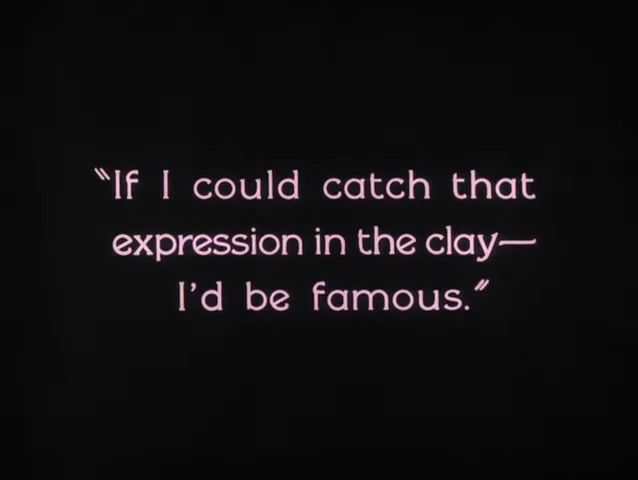 "If I could catch that
expression in the clay—
I'd be famous."